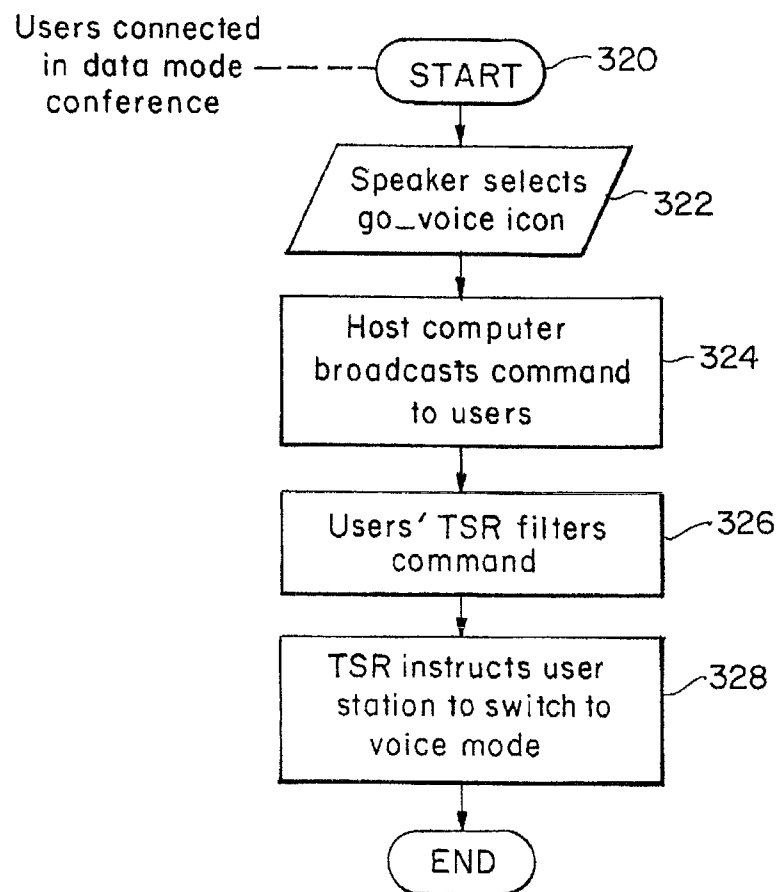 Users connected
in data mode
conference
START
320
Speaker selects
go_voice icon
322
Host computer
broadcasts command
to users
324
Users' TSR filters
command
326
TSR instructs user
station to switch to
voice mode
328
END